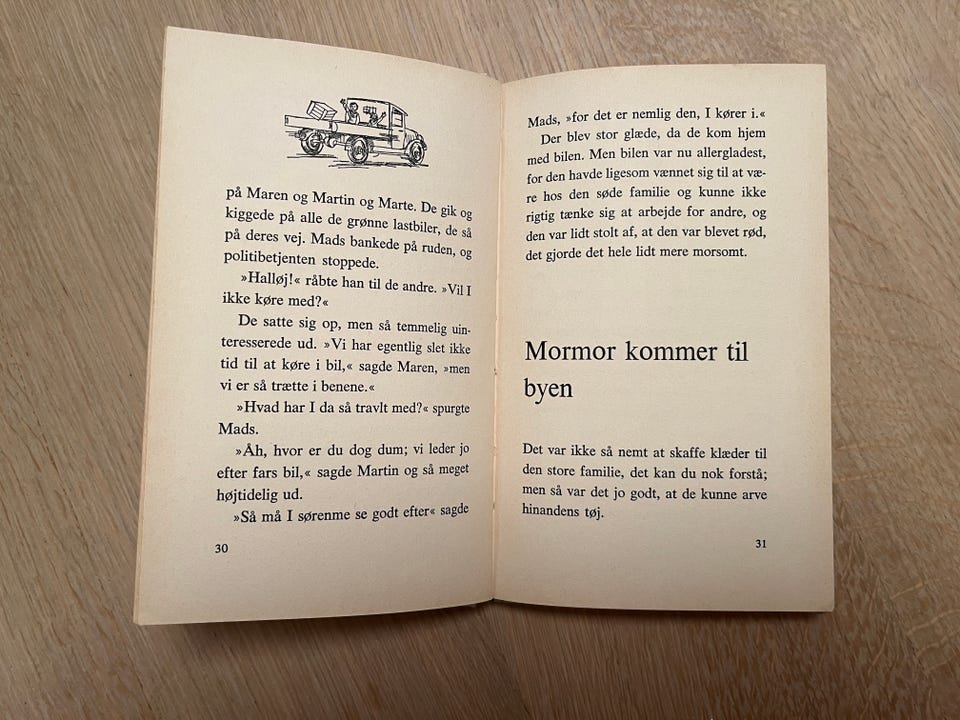 på Maren og Martin og Marte. De gik og
kiggede på alle de grønne lastbiler, de så
på deres vej. Mads bankede på ruden, og
politibetjenten stoppede.
»Halløj!« råbte han til de andre. »Vil I
ikke køre med?«
De satte sig op, men så temmelig uin-
teresserede ud. »Vi har egentlig slet ikke
tid til at køre i bil,« sagde Maren, »men
vi er så trætte i benene.«
»Hvad har I da så travlt med?« spurgte
Mads.
»Åh, hvor er du dog dum; vi leder jo
efter fars bil,« sagde Martin og så meget
højtidelig ud.
»Så må I sørenme se godt efter« sagde
30
Mads, »for det er nemlig den, I kører i.«
Der blev stor glæde, da de kom hjem
med bilen. Men bilen var nu allergladest,
for den havde ligesom vænnet sig til at væ-
re hos den søde familie og kunne ikke
rigtig tænke sig at arbejde for andre, og
den var lidt stolt af, at den var blevet rød,
det gjorde det hele lidt mere morsomt.
Mormor kommer til
byen
Det var ikke så nemt at skaffe klæder til
den store familie, det kan du nok forstå;
men så var det jo godt, at de kunne arve
hinandens tøj.
31